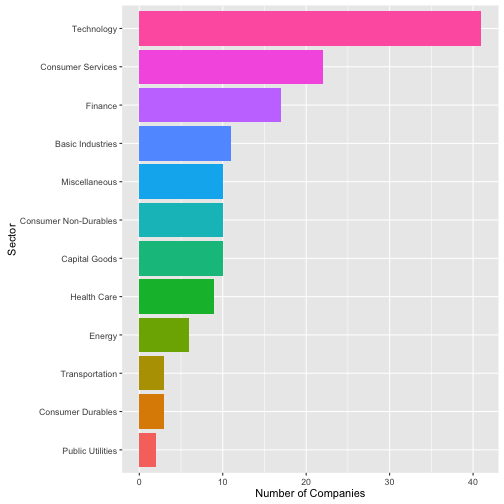 Technology
Consumer Services
Finance
Basic Industries
Miscellaneous
Consumer Non-Durables
Capital Goods
Health Care
Energy
Transportation
Consumer Durables
Public Utilities
Sector
0 10 20 30 40
Number of Companies